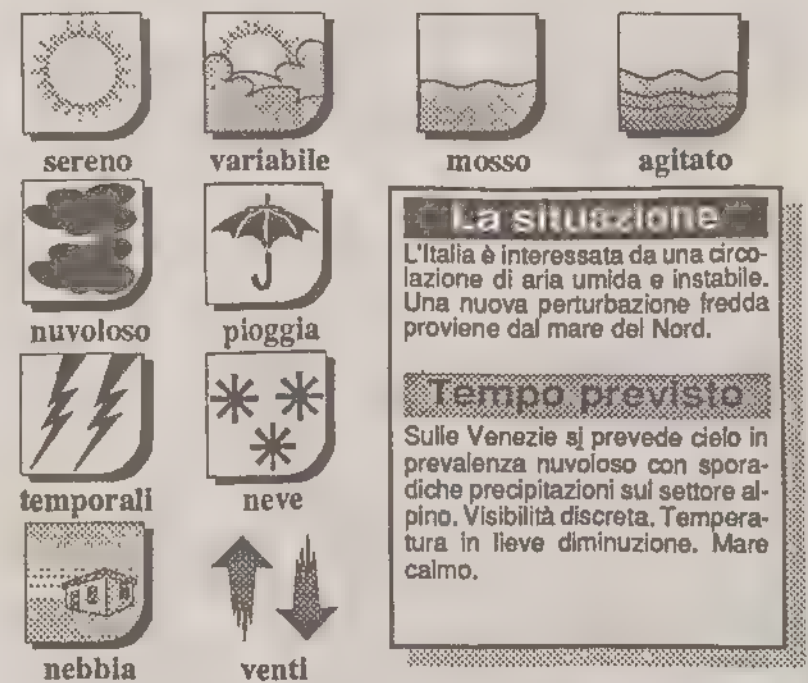 sereno
variabile
mosso
agitato
nuvoloso
pioggia
temporali
neve
nebbia
venti
La situazione
L'Italia è interessata da una circo-
lazione di aria umida e instabile.
Una nuova perturbazione fredda
proviene dal mare del Nord.
Tempo previsto
Sulle Venezie si prevede cielo in
prevalenza nuvoloso con spora-
diche precipitazioni sul settore al-
pino. Visibilità discreta. Tempera-
tura in lieve diminuzione. Mare
calmo.